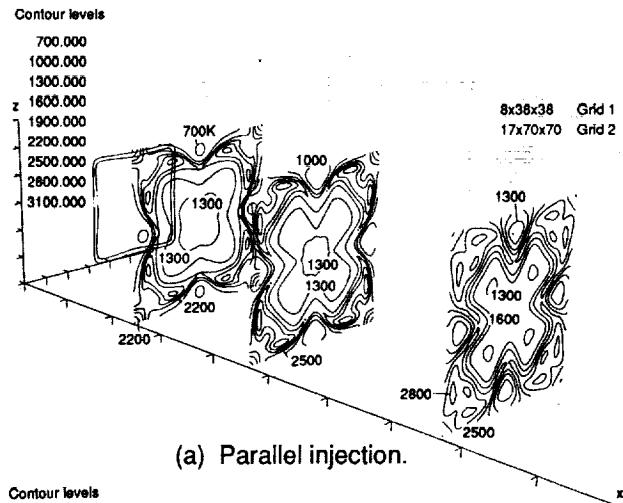 Contour levels
700.000
1000.000
1300.000
1600.000
1900.000
2200.000
2500.000
2800.000
3100.000
z
8x38x38 Grid 1
17x70x70 Grid 2
700K
1000
1300
1300
1300
1300
1300
1300
1600
2200
2200
2500
2800
2500
(a) Parallel injection.
Contour levels
x